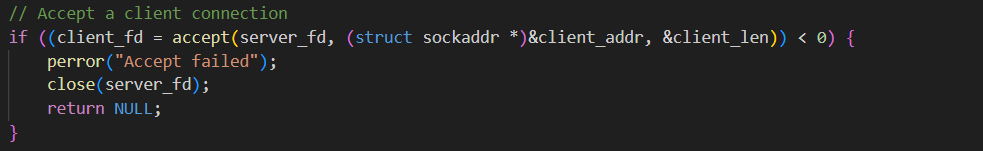 // Accept a client connection
if ((client_fd = accept(server_fd, (struct sockaddr *)&client_addr, &client_len)) < 0) {
    perror("Accept failed");
    close(server_fd);
    return NULL;
}